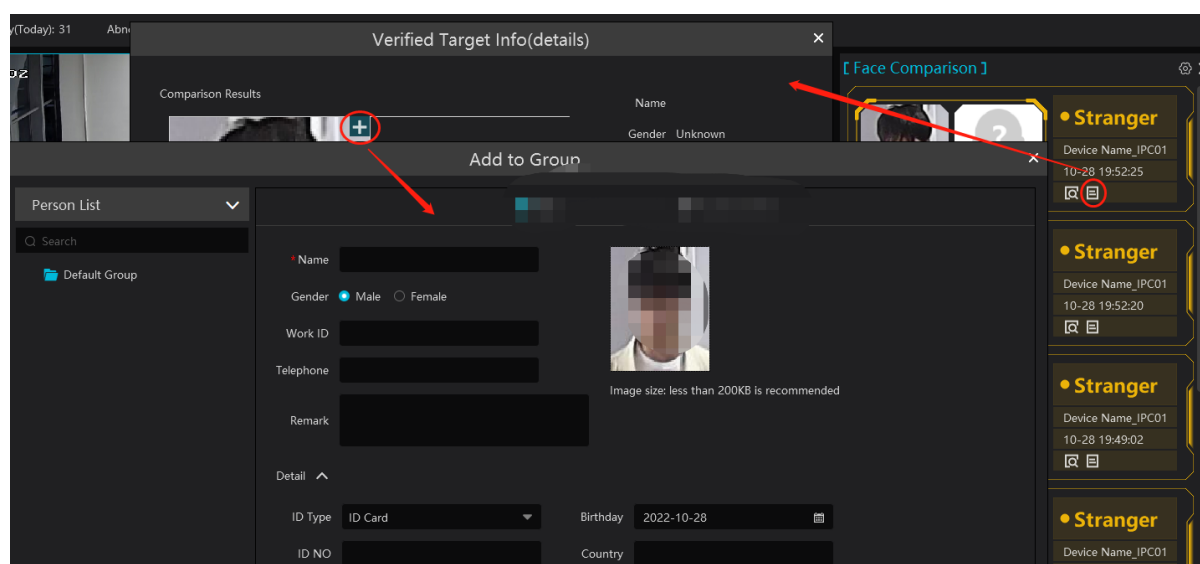 y(Today): 31
Abn
Verified Target Info(details)
[ Face Comparison ]
Comparison Results
Name
Gender Unknown
Stranger
Device Name_IPC01
10-28 19:52:25
Add to Group
Person List
Search
Default Group
* Name
Gender Male Female
Work ID
Telephone
Image size: less than 200KB is recommended
Remark
Detail
ID Type ID Card
Birthday 2022-10-28
ID NO
Country
Stranger
Device Name_IPC01
10-28 19:52:20
Stranger
Device Name_IPC01
10-28 19:49:02
Stranger
Device Name_IPC01